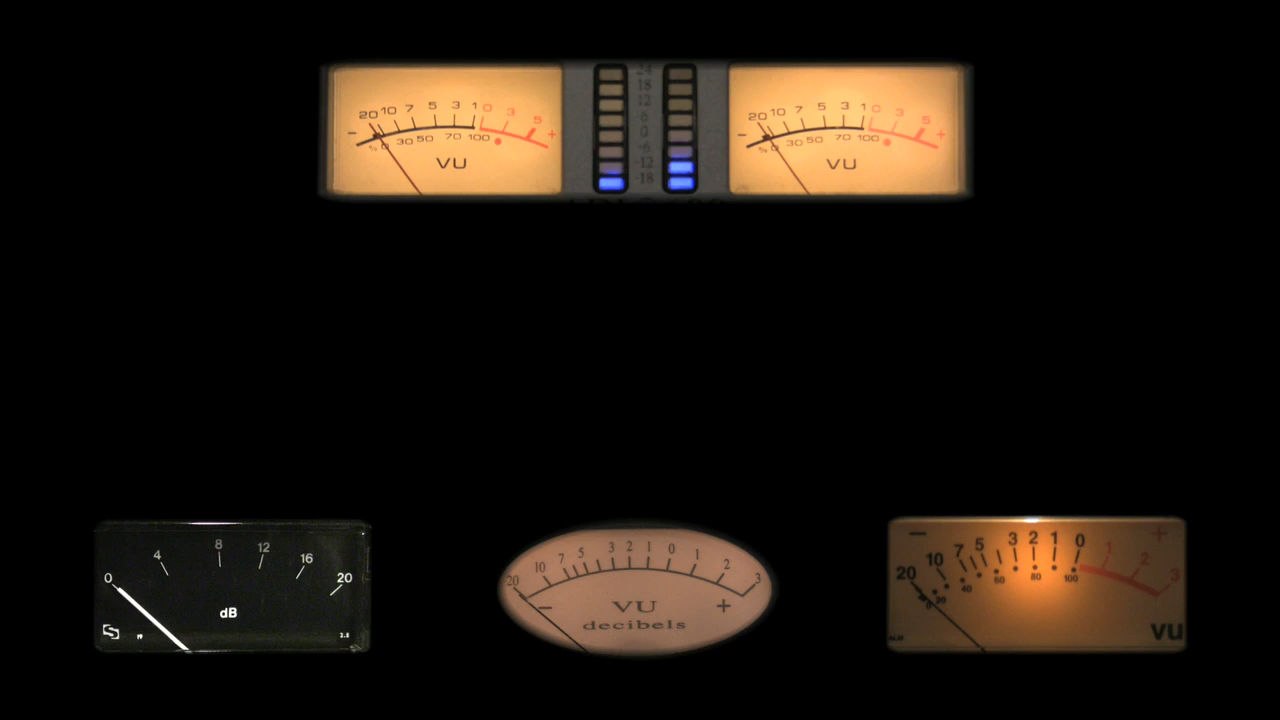 20 10 7 5 3 1 0 3 5
- +
% 0 30 50 70 100
VU
24
18
12
6
0
-6
-12
-18
20 10 7 5 3 1 0 3 5
- +
% 0 30 50 70 100
VU
0 4 8 12 16 20
dB
20 10 7 5 3 2 1 0 1 2 3
- +
VU
decibels
- +
20 10 7 5 3 2 1 0 1 2 3
0 20 40 60 80 100
VU